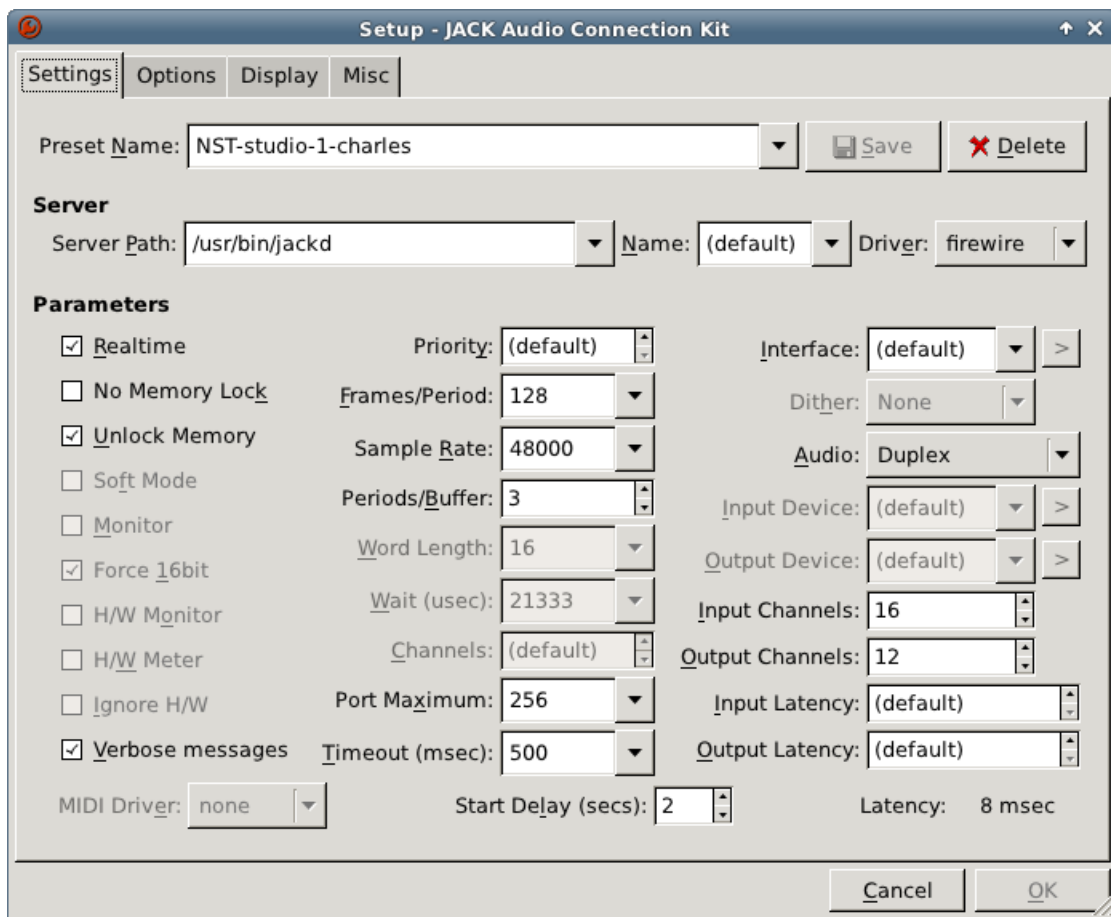 Setup - JACK Audio Connection Kit
Settings Options Display Misc
Preset Name: NST-studio-1-charles Save Delete
Server
Server Path: /usr/bin/jackd Name: (default) Driver: firewire
Parameters
Realtime Priority: (default) Interface: (default) >
No Memory Lock Frames/Period: 128 Dither: None
Unlock Memory Sample Rate: 48000 Audio: Duplex
Soft Mode Periods/Buffer: 3 Input Device: (default) >
Monitor Word Length: 16 Output Device: (default) >
Force 16bit Wait (usec): 21333 Input Channels: 16
H/W Monitor Channels: (default) Output Channels: 12
H/W Meter Port Maximum: 256 Input Latency: (default)
Ignore H/W Timeout (msec): 500 Output Latency: (default)
Verbose messages
MIDI Driver: none Start Delay (secs): 2 Latency: 8 msec
Cancel OK